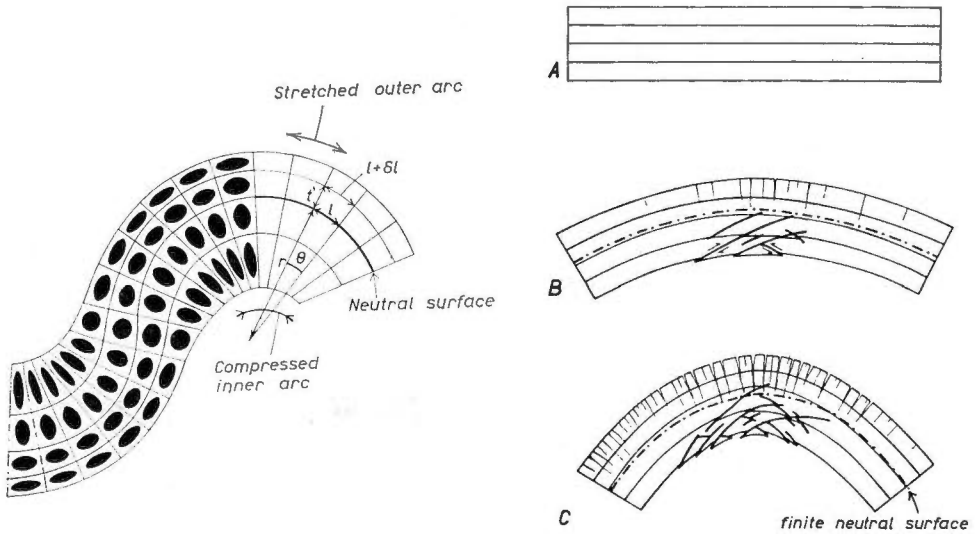 Stretched outer arc
l+δl
t'
l
r
θ
Neutral surface
Compressed
inner arc
A
B
C
finite neutral surface